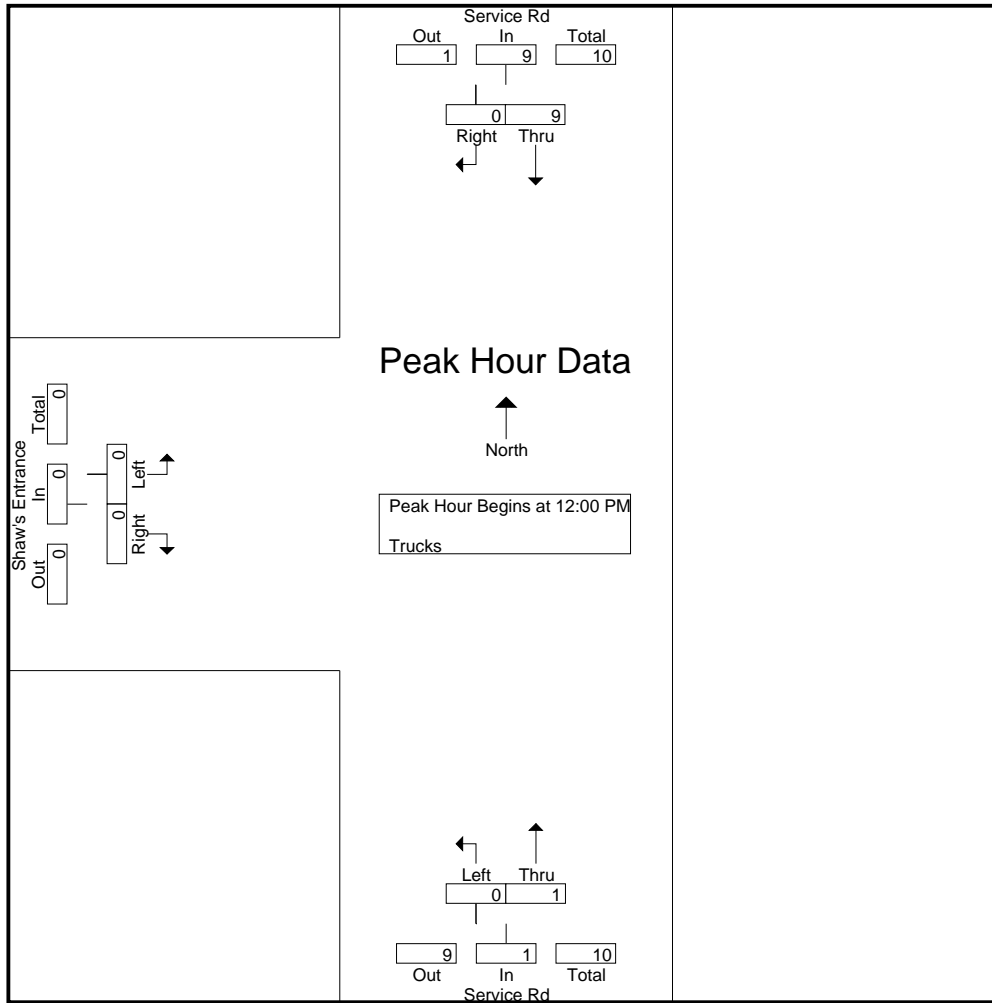 Service Rd
Out In Total
1 9 10
0 9
Right Thru
Peak Hour Data
North
Peak Hour Begins at 12:00 PM
Trucks
Shaw's Entrance
Out In Total
0 0 0
Right Left
0 0
Left Thru
0 1
9 1 10
Out In Total
Service Rd